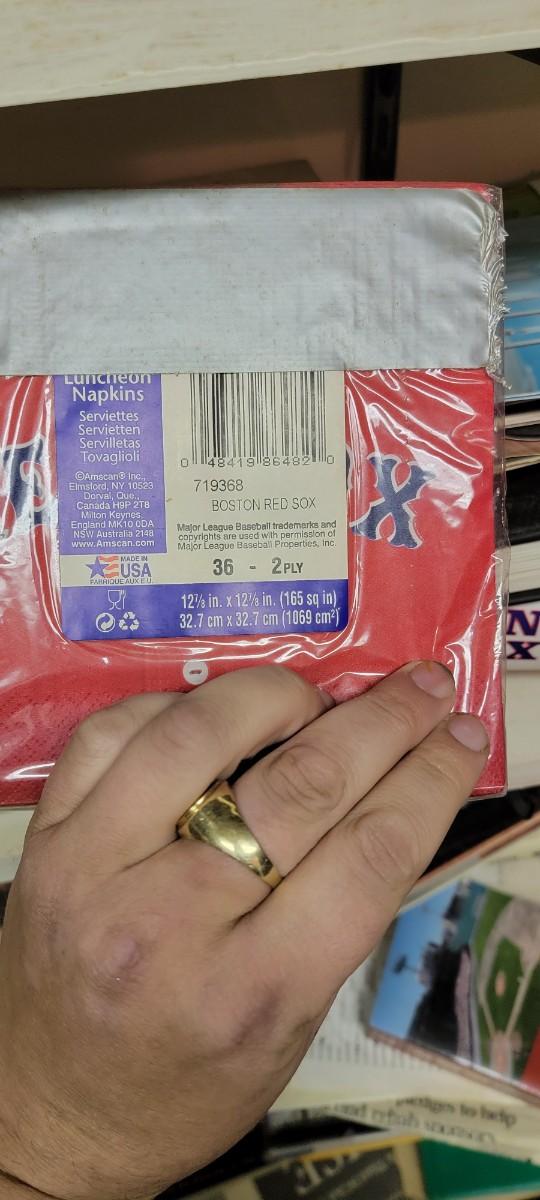 Luncheon
Napkins
Serviettes
Servietten
Servilletas
Tovaglioli
©Amscan® Inc.,
Elmsford, NY 10523
Dorval, Que.,
Canada H9P 2T8
Milton Keynes,
England MK10 0DA
NSW Australia 2148
www.Amscan.com
MADE IN
USA
FABRIQUE AUX E.U.
0 48419 86482 0
719368
BOSTON RED SOX
Major League Baseball trademarks and
copyrights are used with permission of
Major League Baseball Properties, Inc.
36 - 2PLY
12⅞ in. x 12⅞ in. (165 sq in)
32.7 cm x 32.7 cm (1069 cm²)
X
N
X